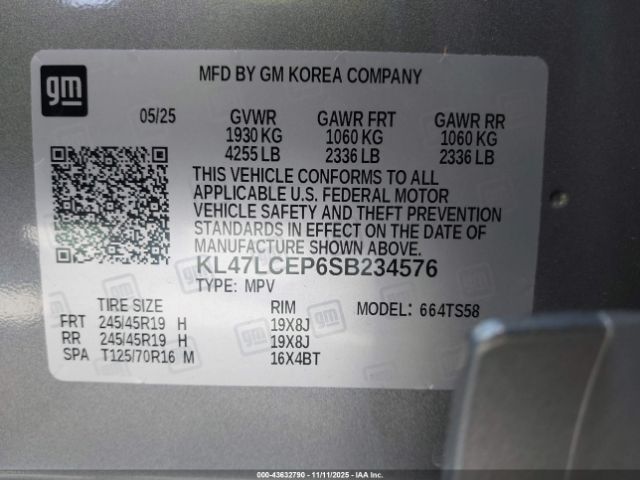 gm
MFD BY GM KOREA COMPANY
05/25 GVWR GAWR FRT GAWR RR
1930 KG 1060 KG 1060 KG
4255 LB 2336 LB 2336 LB
THIS VEHICLE CONFORMS TO ALL
APPLICABLE U.S. FEDERAL MOTOR
VEHICLE SAFETY AND THEFT PREVENTION
STANDARDS IN EFFECT ON THE DATE OF
MANUFACTURE SHOWN ABOVE.
KL47LCEP6SB234576
TYPE: MPV
TIRE SIZE RIM MODEL: 664TS58
FRT 245/45R19 H 19X8J
RR 245/45R19 H 19X8J
SPA T125/70R16 M 16X4BT
© 43632790 - 11/11/2025 - IAA Inc.